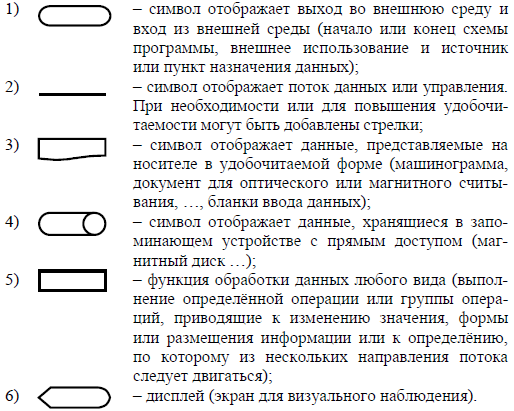 1) – символ отображает выход во внешнюю среду и
вход из внешней среды (начало или конец схемы
программы, внешнее использование и источник
или пункт назначения данных);
2) – символ отображает поток данных или управления.
При необходимости или для повышения удобочи-
таемости могут быть добавлены стрелки;
3) – символ отображает данные, представляемые на
носителе в удобочитаемой форме (машинограмма,
документ для оптического или магнитного считы-
вания, …, бланки ввода данных);
4) – символ отображает данные, хранящиеся в запо-
минающем устройстве с прямым доступом (маг-
нитный диск …);
5) – функция обработки данных любого вида (выпол-
нение определённой операции или группы опера-
ций, приводящие к изменению значения, формы
или размещения информации или к определёнию,
по которому из нескольких направления потока
следует двигаться);
6) – дисплей (экран для визуального наблюдения).